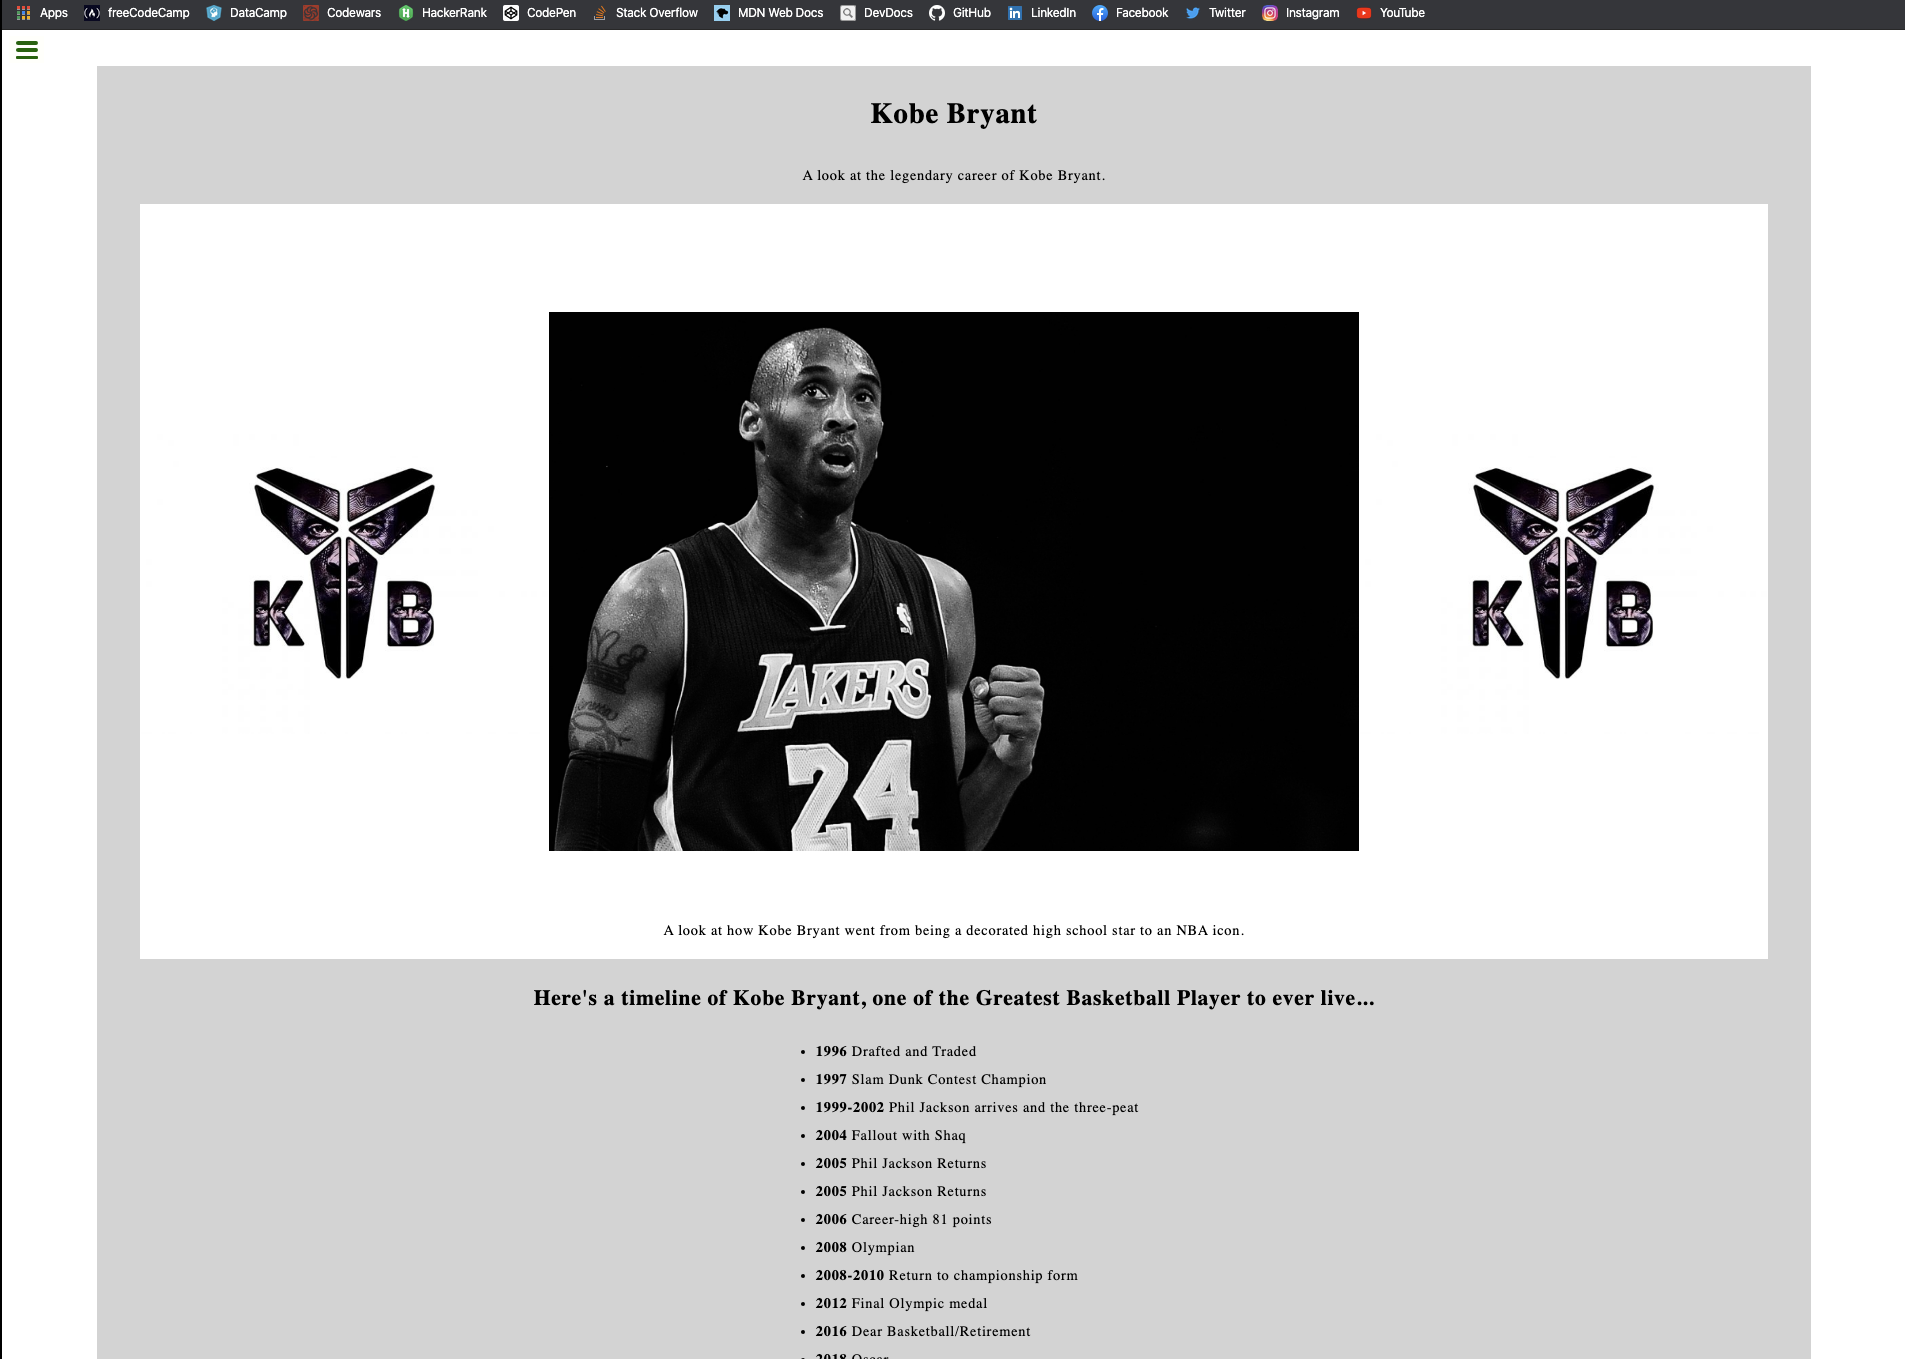 Apps freeCodeCamp DataCamp Codewars HackerRank CodePen Stack Overflow MDN Web Docs DevDocs GitHub LinkedIn Facebook Twitter Instagram YouTube
Kobe Bryant
A look at the legendary career of Kobe Bryant.
K B
NBA
LAKERS
24
K B
A look at how Kobe Bryant went from being a decorated high school star to an NBA icon.
Here's a timeline of Kobe Bryant, one of the Greatest Basketball Player to ever live...
• 1996 Drafted and Traded
• 1997 Slam Dunk Contest Champion
• 1999-2002 Phil Jackson arrives and the three-peat
• 2004 Fallout with Shaq
• 2005 Phil Jackson Returns
• 2005 Phil Jackson Returns
• 2006 Career-high 81 points
• 2008 Olympian
• 2008-2010 Return to championship form
• 2012 Final Olympic medal
• 2016 Dear Basketball/Retirement
• 2018 Oscar